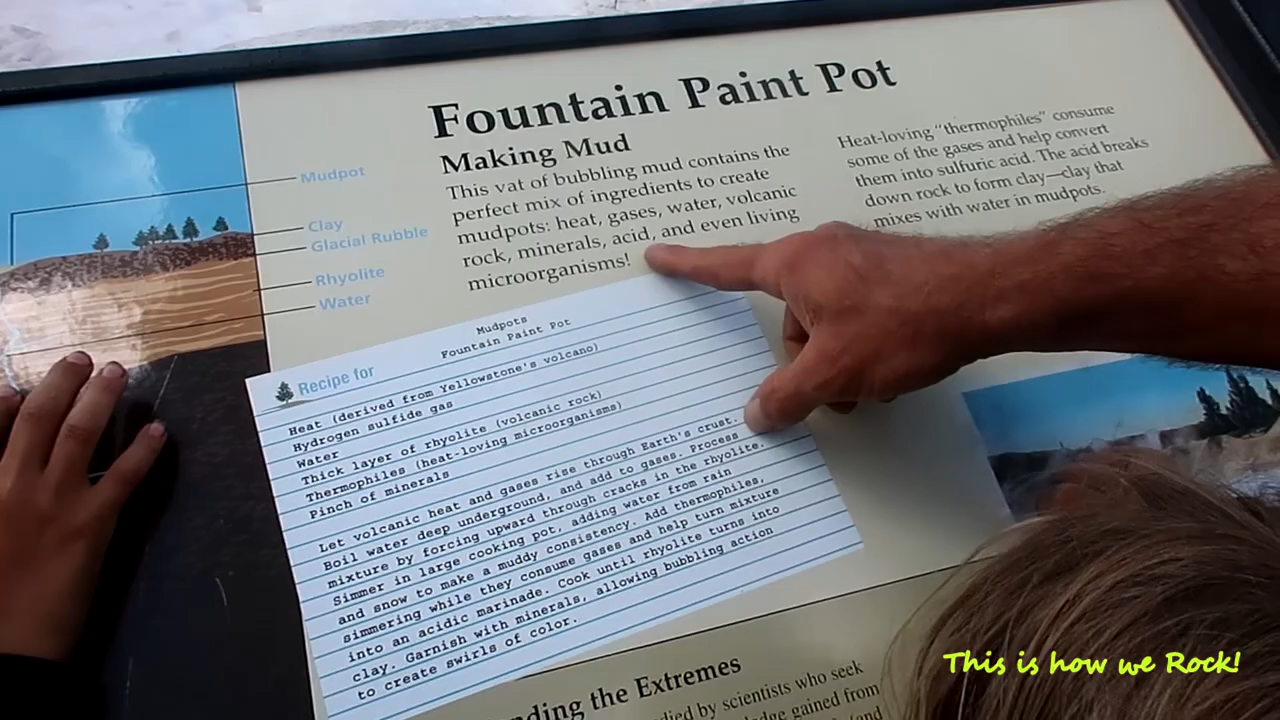 Fountain Paint Pot
Making Mud
This vat of bubbling mud contains the
perfect mix of ingredients to create
mudpots: heat, gases, water, volcanic
rock, minerals, acid, and even living
microorganisms!
Heat-loving "thermophiles" consume
some of the gases and help convert
them into sulfuric acid. The acid breaks
down rock to form clay—clay that
mixes with water in mudpots.
Mudpot
Clay
Glacial Rubble
Rhyolite
Water
Mudpots
Fountain Paint Pot
Recipe for
Heat (derived from Yellowstone's volcano)
Hydrogen sulfide gas
Water
Thick layer of rhyolite (volcanic rock)
Thermophiles (heat-loving microorganisms)
Pinch of minerals
Let volcanic heat and gases rise through Earth's crust.
Boil water deep underground, and add to gases. Process
mixture by forcing upward through cracks in the rhyolite.
Simmer in large cooking pot, adding water from rain
and snow to make a muddy consistency. Add thermophiles,
simmering while they consume gases and help turn mixture
into an acidic marinade. Cook until rhyolite turns into
clay. Garnish with minerals, allowing bubbling action
to create swirls of color.
the Extremes
by scientists who seek
gained from
This is how we Rock!